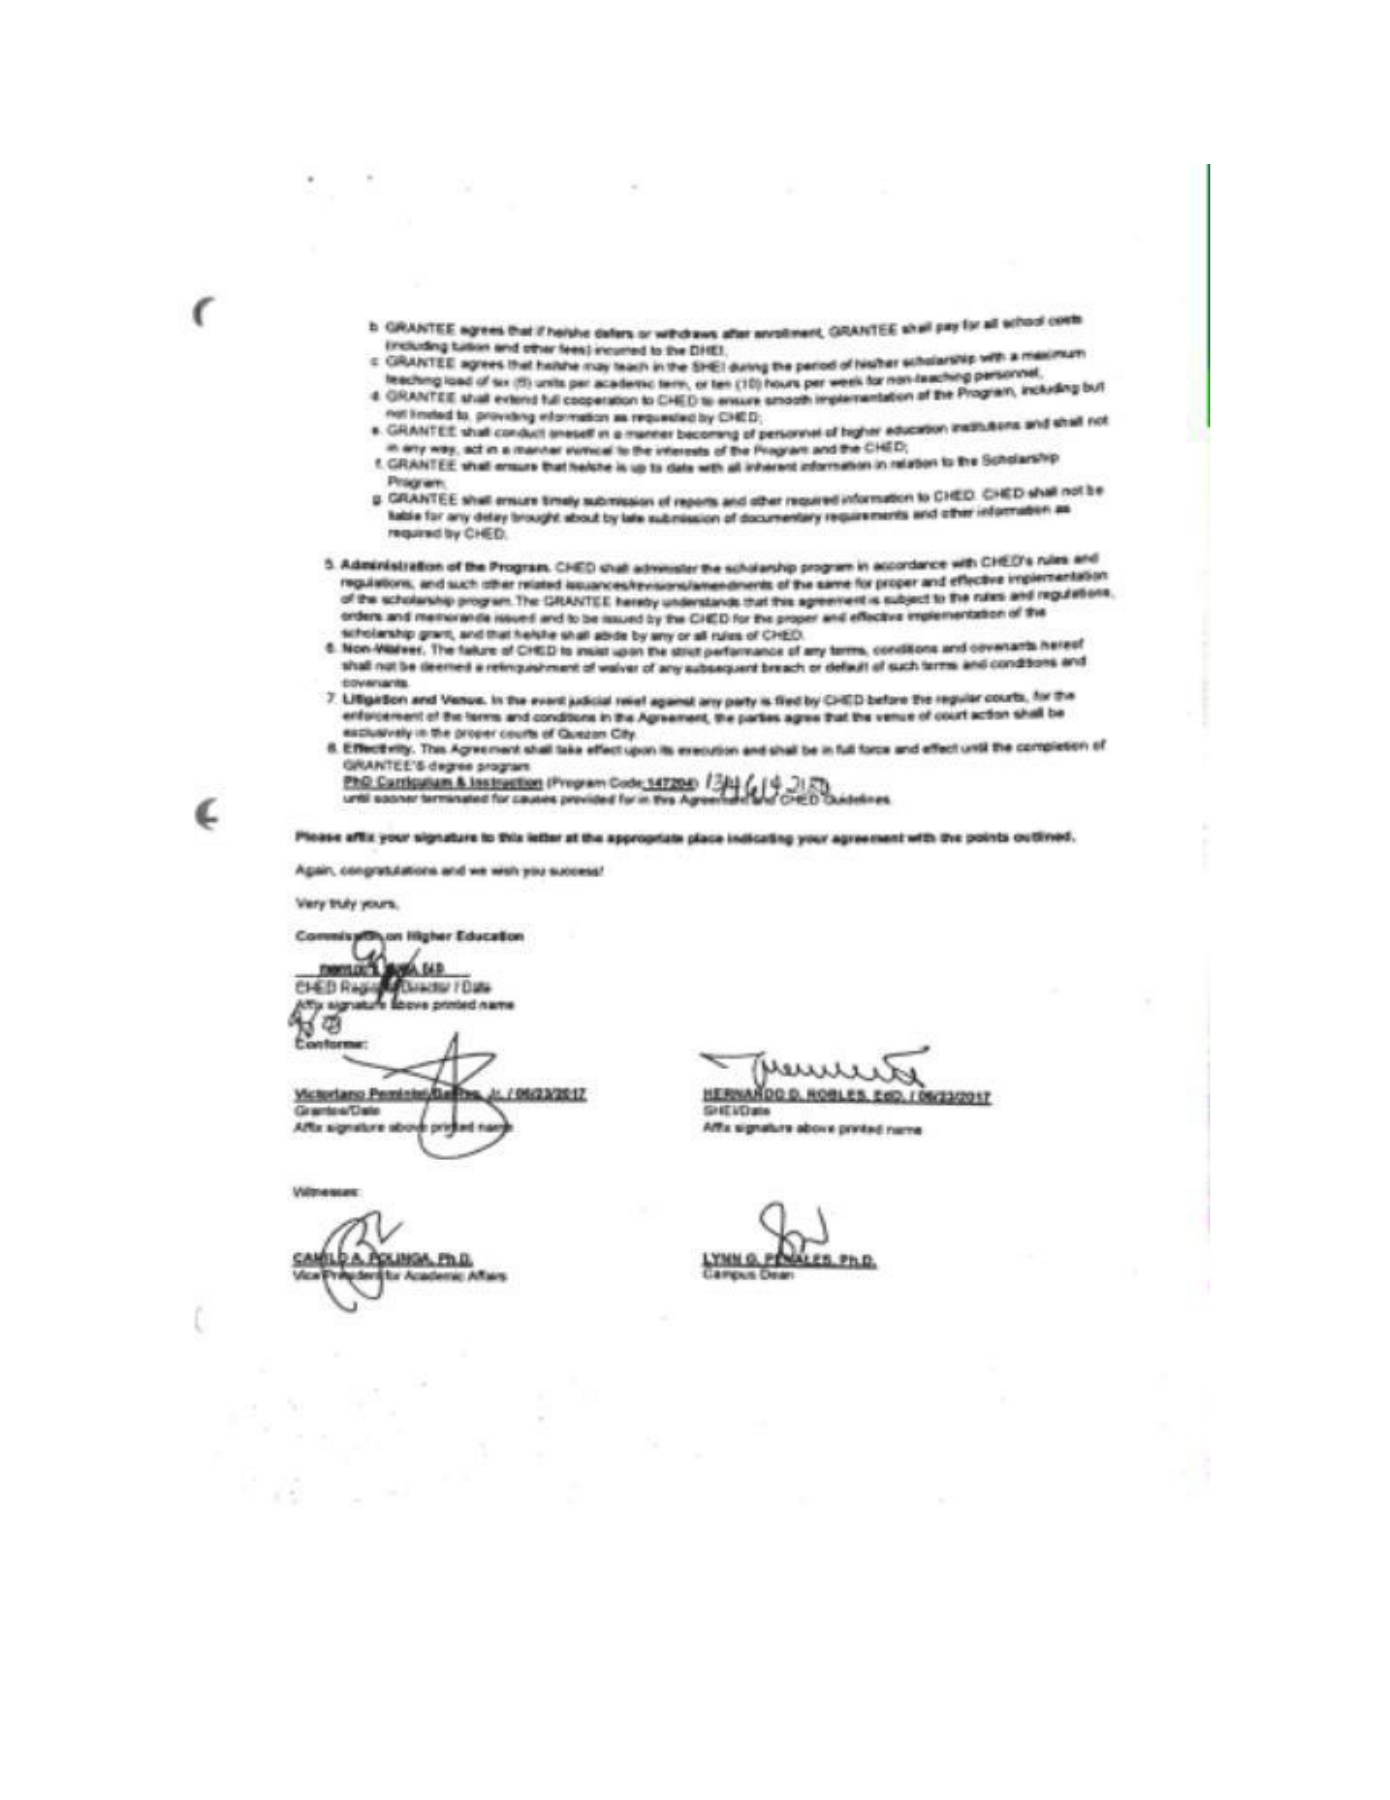 b. GRANTEE agrees that if he/she defers or withdraws after enrollment, GRANTEE shall pay for all school costs
(including tuition and other fees) incurred to the DHEI;
c. GRANTEE agrees that he/she may teach in the SHEI during the period of his/her scholarship with a maximum
teaching load of six (6) units per academic term, or ten (10) hours per week for non-teaching personnel;
d. GRANTEE shall extend full cooperation to CHED to ensure smooth implementation of the Program, including but
not limited to, providing information as requested by CHED;
e. GRANTEE shall conduct oneself in a manner becoming of personnel of higher education institutions and shall not
in any way, act in a manner inimical to the interests of the Program and the CHED;
f. GRANTEE shall ensure that he/she is up to date with all inherent information in relation to the Scholarship
Program;
g. GRANTEE shall ensure timely submission of reports and other required information to CHED. CHED shall not be
liable for any delay brought about by late submission of documentary requirements and other information as
required by CHED.
5. Administration of the Program. CHED shall administer the scholarship program in accordance with CHED's rules and
regulations, and such other related issuances/revisions/amendments of the same for proper and effective implementation
of the scholarship program. The GRANTEE hereby understands that this agreement is subject to the rules and regulations,
orders and memoranda issued and to be issued by the CHED for the proper and effective implementation of the
scholarship grant, and that he/she shall abide by any or all rules of CHED.
6. Non-Waiver. The failure of CHED to insist upon the strict performance of any terms, conditions and covenants hereof
shall not be deemed a relinquishment of waiver of any subsequent breach or default of such terms and conditions and
covenants.
7. Litigation and Venue. In the event judicial relief against any party is filed by CHED before the regular courts, for the
enforcement of the terms and conditions in the Agreement, the parties agree that the venue of court action shall be
exclusively in the proper courts of Quezon City.
8. Effectivity. This Agreement shall take effect upon its execution and shall be in full force and effect until the completion of
GRANTEE'S degree program
PhD Curriculum & Instruction (Program Code 147204)
until sooner terminated for causes provided for in this Agreement and CHED Guidelines.
Please affix your signature to this letter at the appropriate place indicating your agreement with the points outlined.
Again, congratulations and we wish you success!
Very truly yours,
Commission on Higher Education
CHED Regional Director / Date
Affix signature above printed name
Conforme:
Victoriano Jr. / 06/23/2017
Grantee/Date
Affix signature above printed name
HERNANDO D. ROBLES, EdD. / 06/23/2017
SHEI/Date
Affix signature above printed name
Witnesses:
CAMILO A. POLINGA, Ph.D.
Vice President for Academic Affairs
LYNN G. PENALES, Ph.D.
Campus Dean